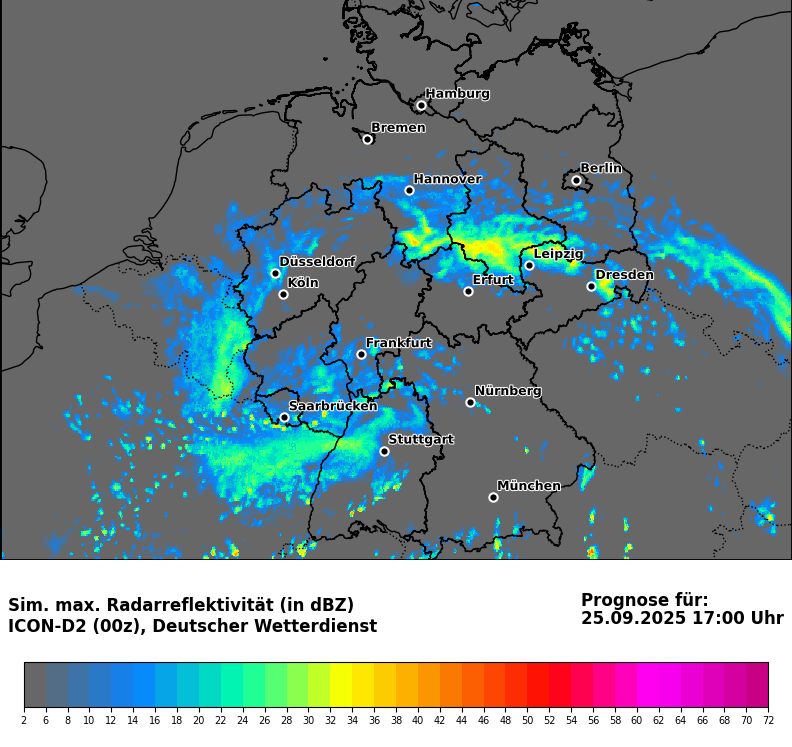 Hamburg
Bremen
Berlin
Hannover
Leipzig
Düsseldorf
Dresden
Erfurt
Köln
Frankfurt
Nürnberg
Saarbrücken
Stuttgart
München
Sim. max. Radarreflektivität (in dBZ)
ICON-D2 (00z), Deutscher Wetterdienst
Prognose für:
25.09.2025 17:00 Uhr
2 6 8 10 12 14 16 18 20 22 24 26 28 30 32 34 36 38 40 42 44 46 48 50 52 54 56 58 60 62 64 66 68 70 72